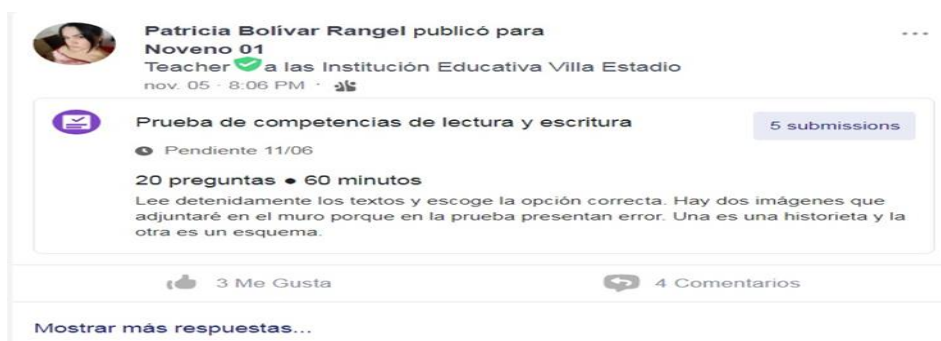 Patricia Bolívar Rangel publicó para
Noveno 01
Teacher a las Institución Educativa Villa Estadio
nov. 05 · 8:06 PM ·
Prueba de competencias de lectura y escritura
5 submissions
Pendiente 11/06
20 preguntas ● 60 minutos
Lee detenidamente los textos y escoge la opción correcta. Hay dos imágenes que
adjuntaré en el muro porque en la prueba presentan error. Una es una historieta y la
otra es un esquema.
3 Me Gusta
4 Comentarios
Mostrar más respuestas...